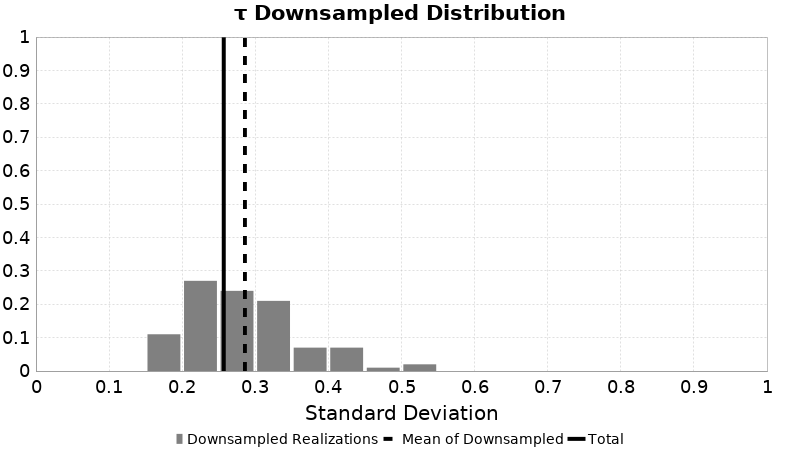 τ Downsampled Distribution
1
0.9
0.8
0.7
0.6
0.5
0.4
0.3
0.2
0.1
0
0 0.1 0.2 0.3 0.4 0.5 0.6 0.7 0.8 0.9 1
Standard Deviation
Downsampled Realizations Mean of Downsampled Total